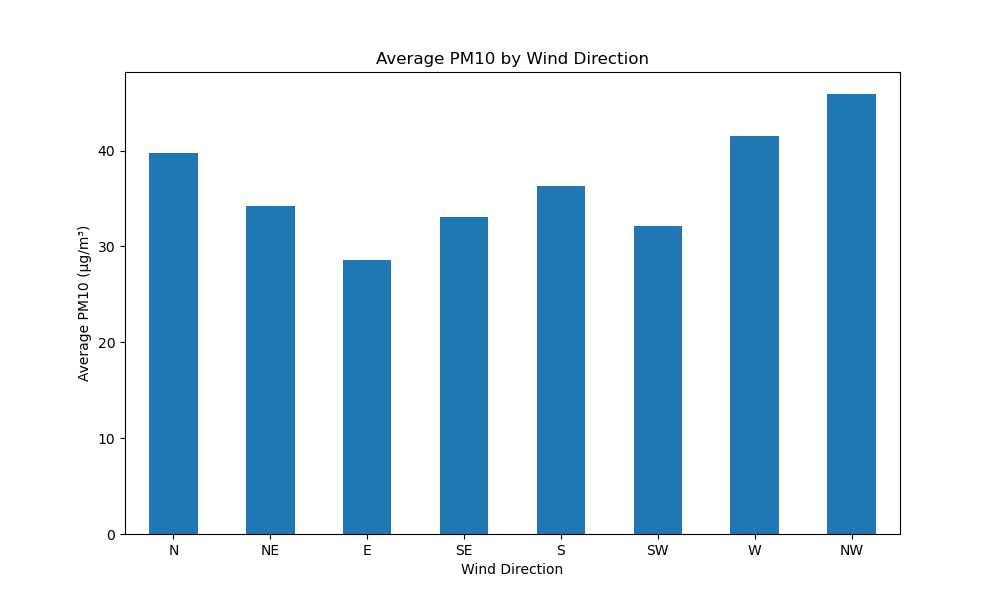 Average PM10 by Wind Direction
Average PM10 (µg/m³)
40
30
20
10
0
N NE E SE S SW W NW
Wind Direction